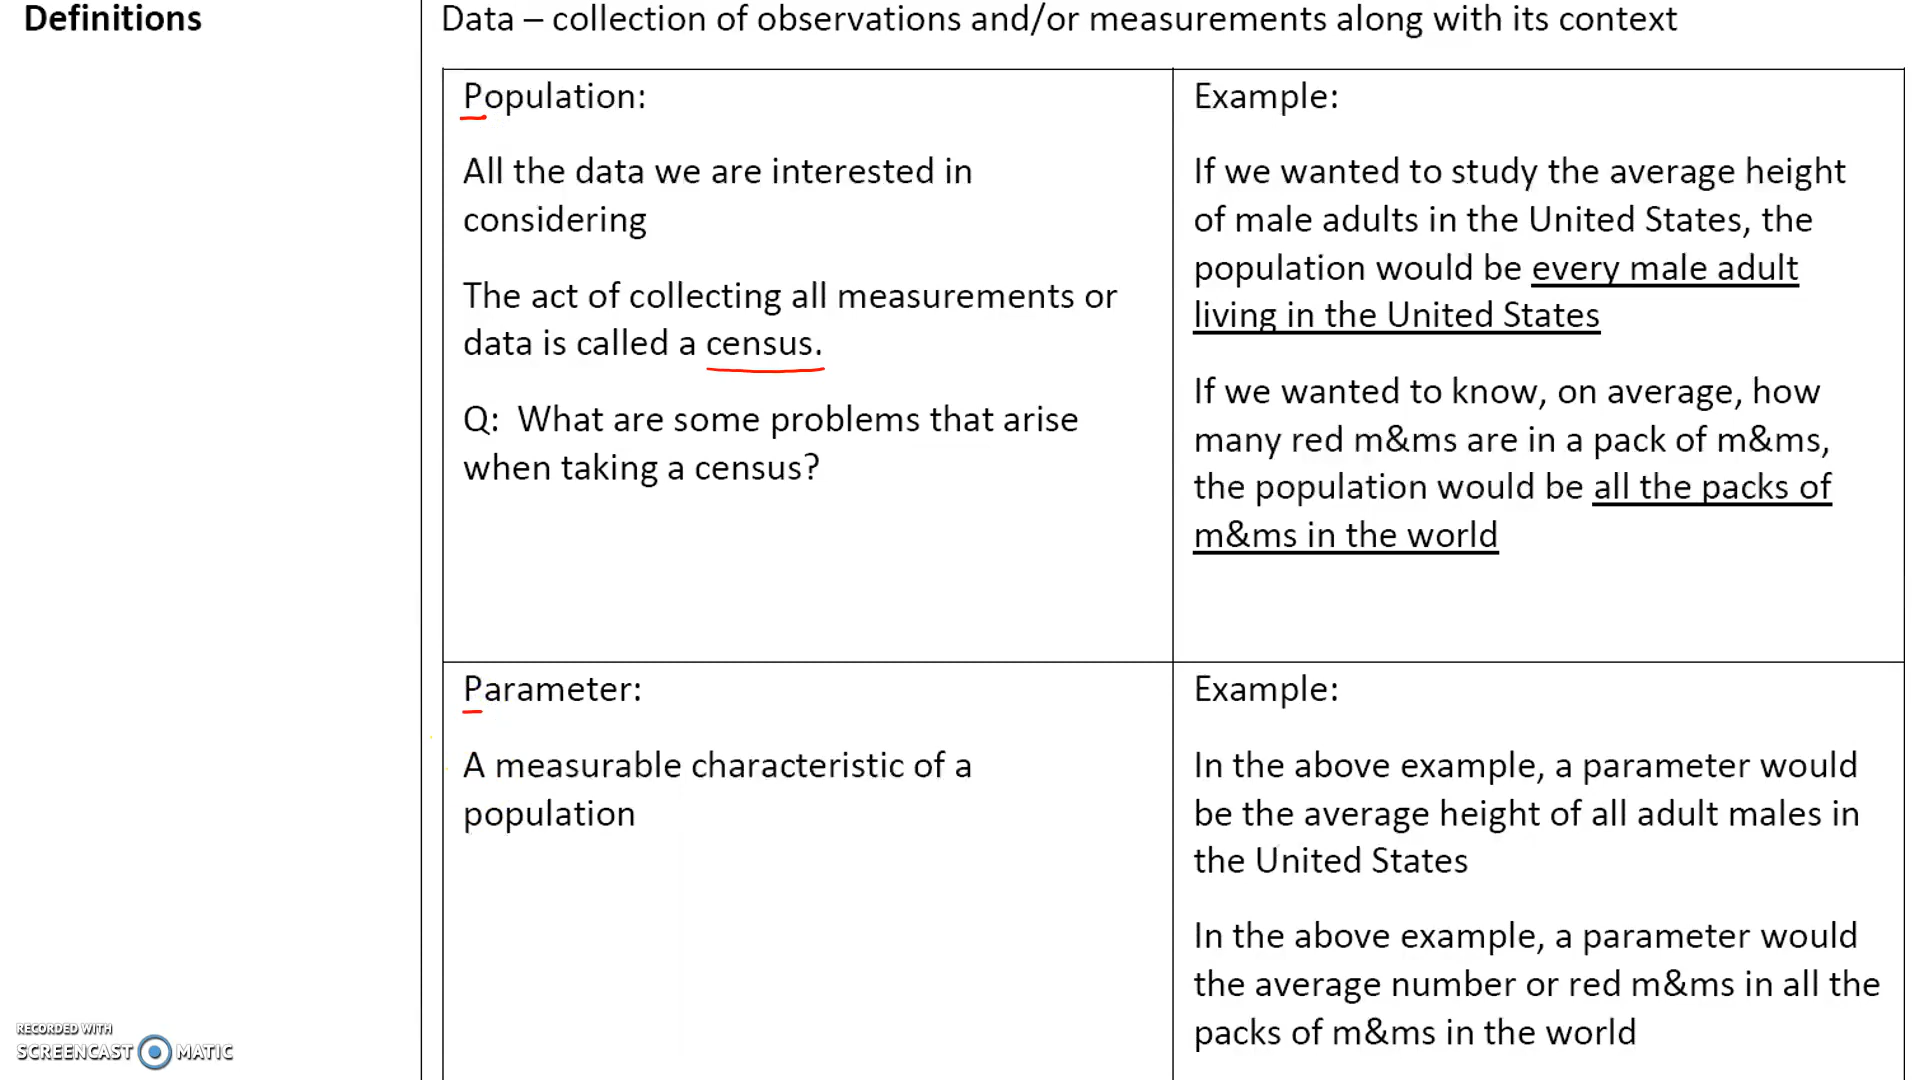 Definitions
Data – collection of observations and/or measurements along with its context
Population:
All the data we are interested in
considering
The act of collecting all measurements or
data is called a census.
Q:  What are some problems that arise
when taking a census?
Example:
If we wanted to study the average height
of male adults in the United States, the
population would be every male adult
living in the United States
If we wanted to know, on average, how
many red m&ms are in a pack of m&ms,
the population would be all the packs of
m&ms in the world
Parameter:
A measurable characteristic of a
population
Example:
In the above example, a parameter would
be the average height of all adult males in
the United States
In the above example, a parameter would
the average number or red m&ms in all the
packs of m&ms in the world
RECORDED WITH
SCREENCAST MATIC